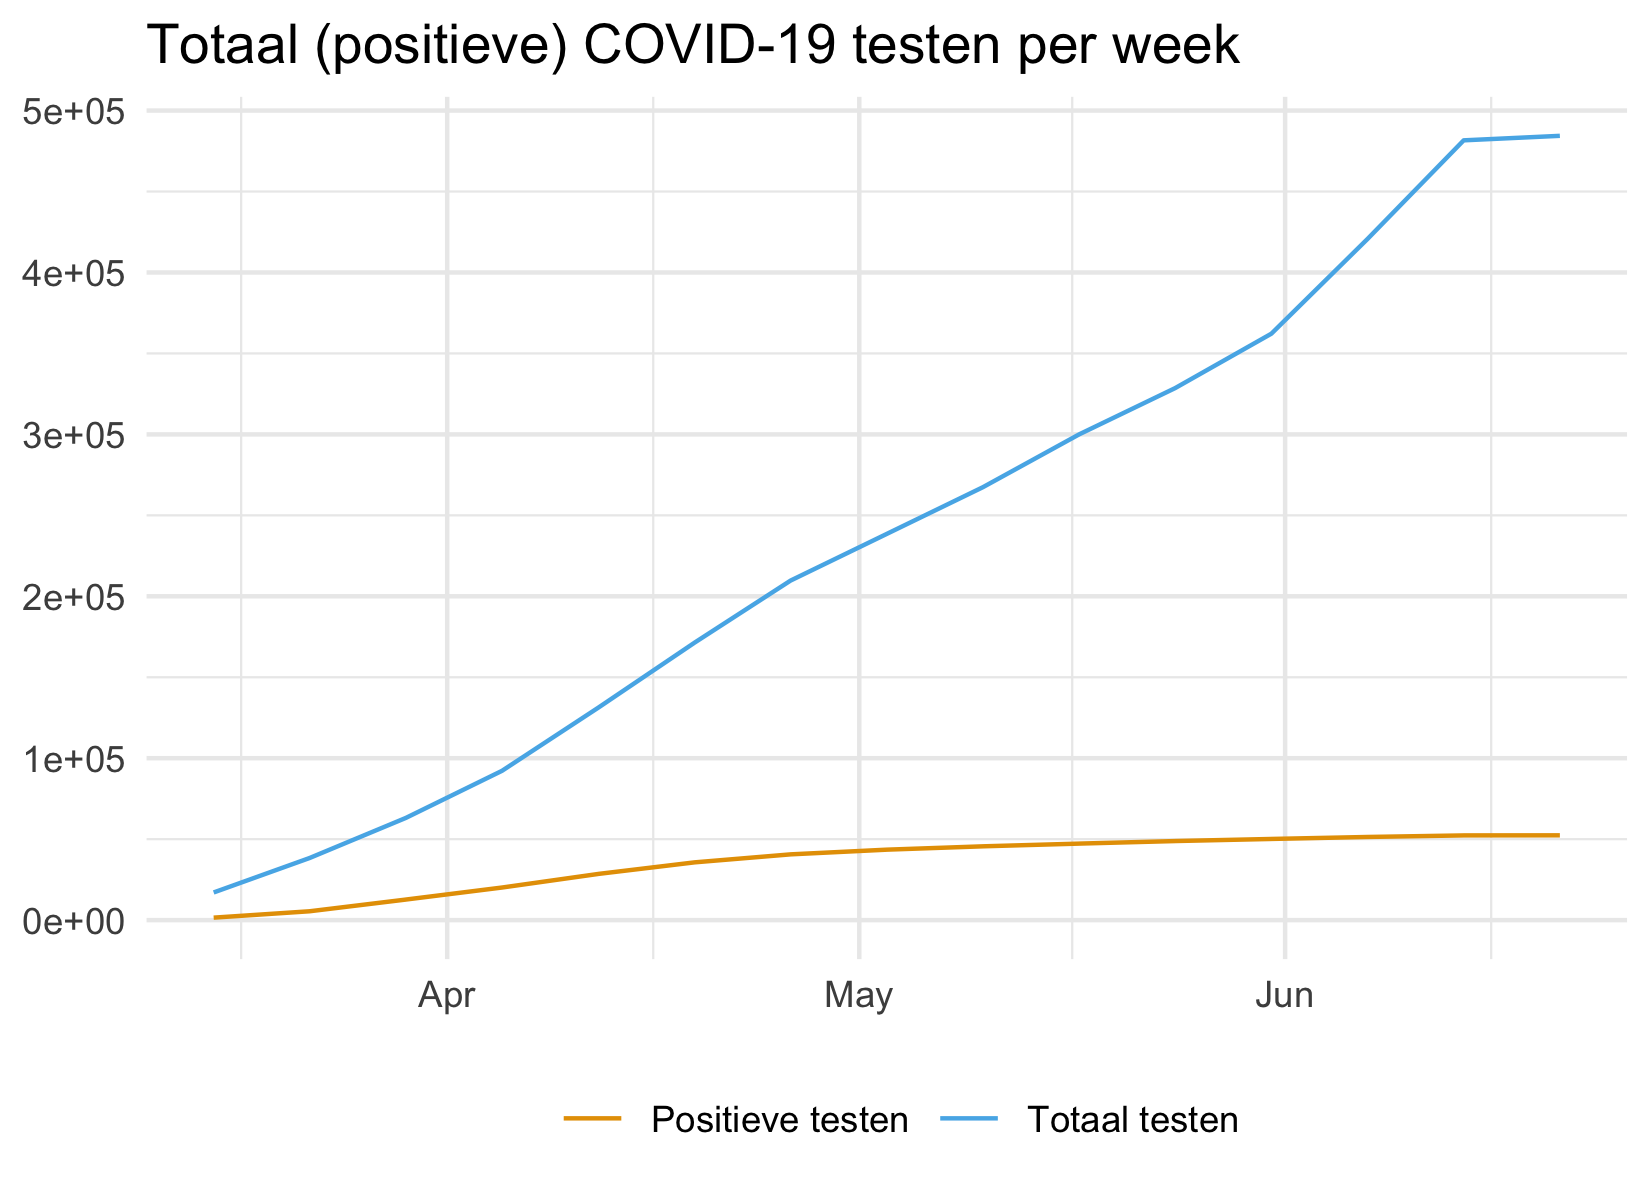 Totaal (positieve) COVID-19 testen per week
5e+05
4e+05
3e+05
2e+05
1e+05
0e+00
Apr May Jun
Positieve testen Totaal testen